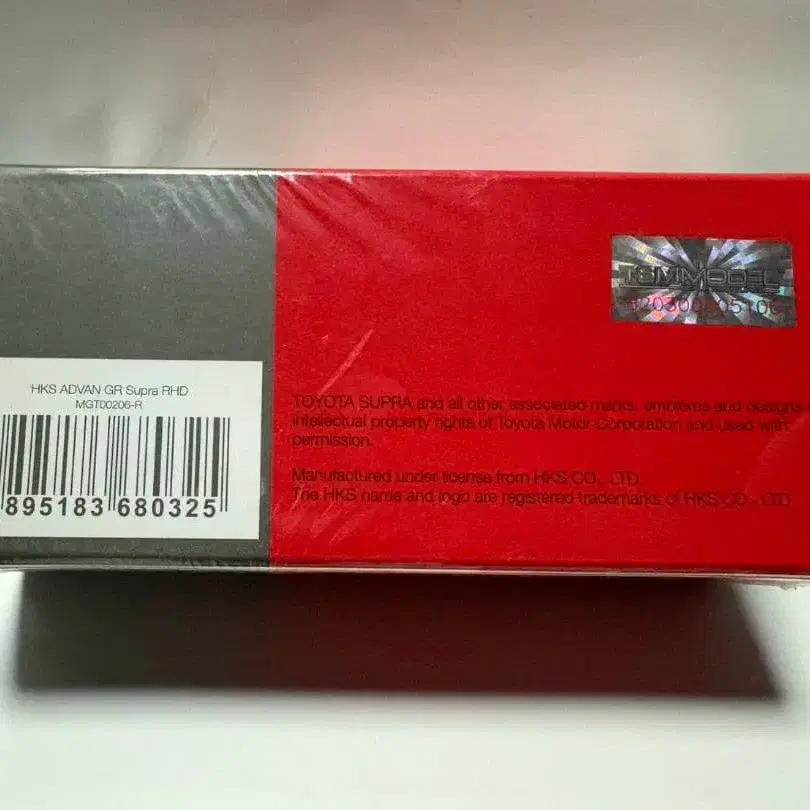 HKS ADVAN GR Supra RHD
MGT00206-R
895183 680325
TSMMODEL
TOYOTA SUPRA and all other associated marks, emblems and designs
intellectual property rights of Toyota Motor Corporation and used with
permission.
Manufactured under license from HKS CO., LTD
The HKS name and logo are registered trademarks of HKS CO., LTD